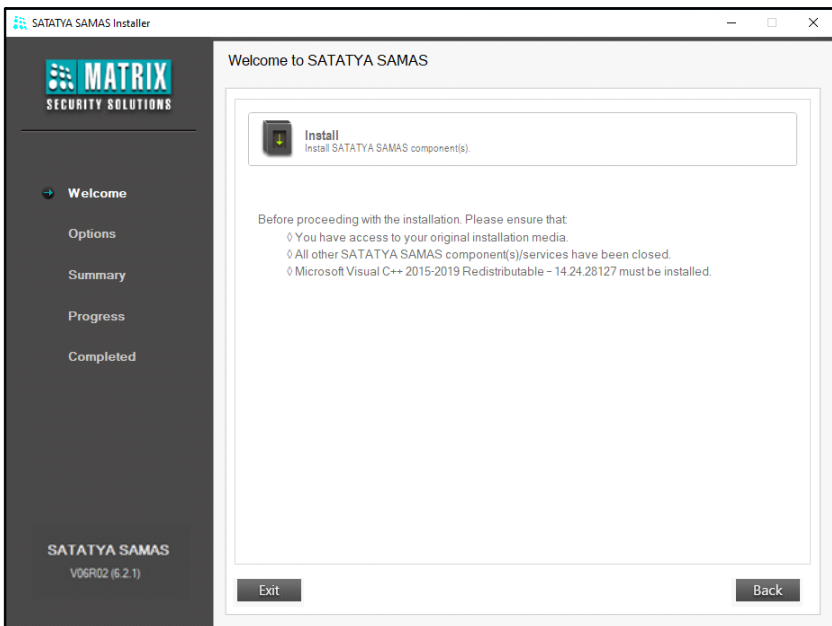 SATATYA SAMAS Installer
MATRIX
SECURITY SOLUTIONS
Welcome
Options
Summary
Progress
Completed
SATATYA SAMAS
V06R02 (6.2.1)
Welcome to SATATYA SAMAS
Install
Install SATATYA SAMAS component(s).
Before proceeding with the installation. Please ensure that:
◊ You have access to your original installation media.
◊ All other SATATYA SAMAS component(s)/services have been closed.
◊ Microsoft Visual C++ 2015-2019 Redistributable – 14.24.28127 must be installed.
Exit
Back